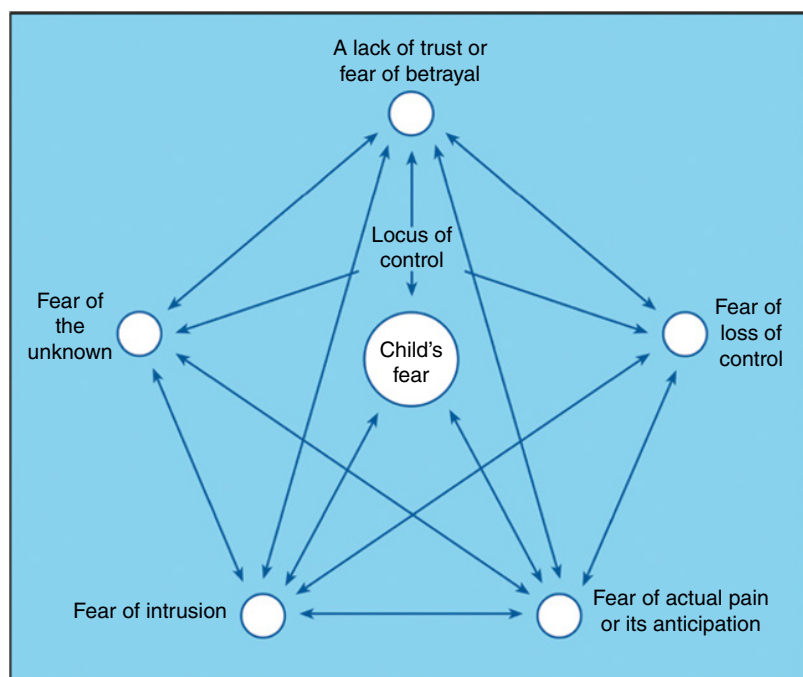 A lack of trust or
fear of betrayal
Locus of
control
Fear of
the
unknown
Child's
fear
Fear of
loss of
control
Fear of intrusion
Fear of actual pain
or its anticipation